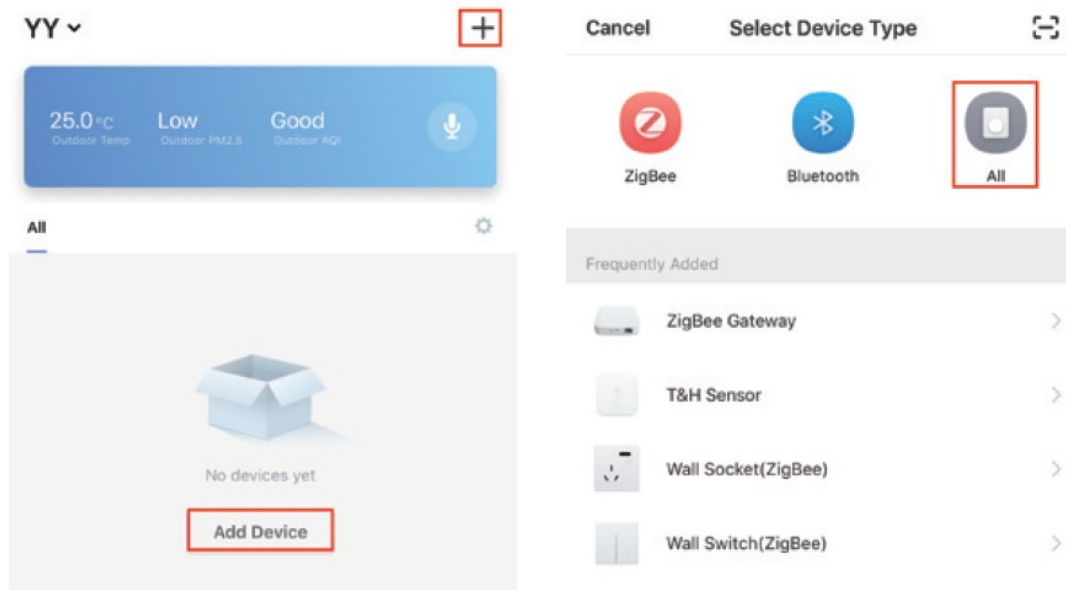 YY
25.0 °C Low Good
Outdoor Temp Outdoor PM2.5 Outdoor AQI
All
No devices yet
Add Device
Cancel Select Device Type
ZigBee Bluetooth All
Frequently Added
ZigBee Gateway
T&H Sensor
Wall Socket(ZigBee)
Wall Switch(ZigBee)